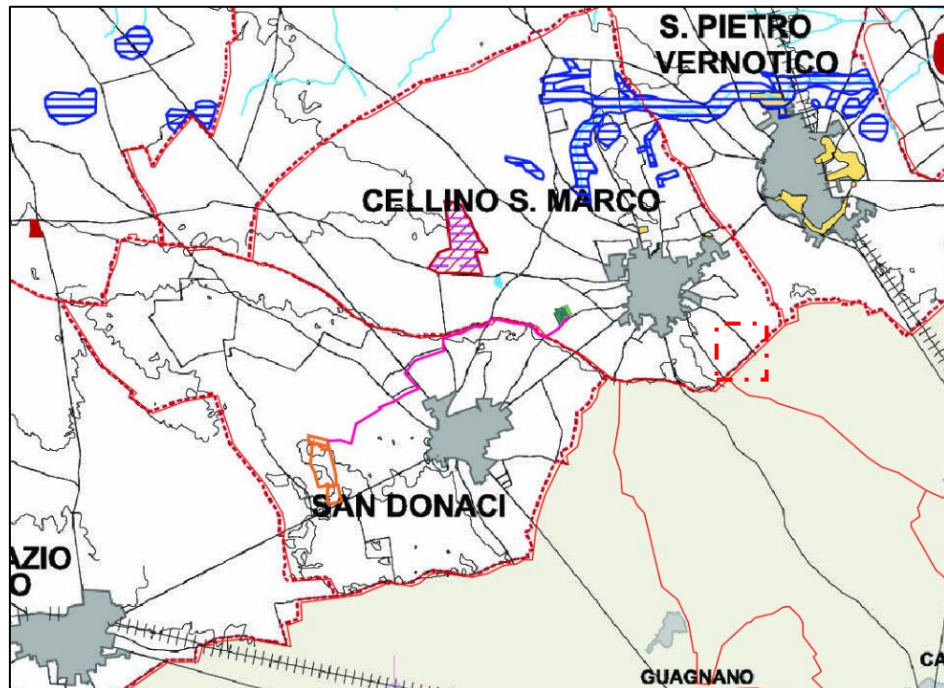 S. PIETRO
VERNOTICO
CELLINO S. MARCO
SAN DONACI
AZIO
O
GUAGNANO
CA